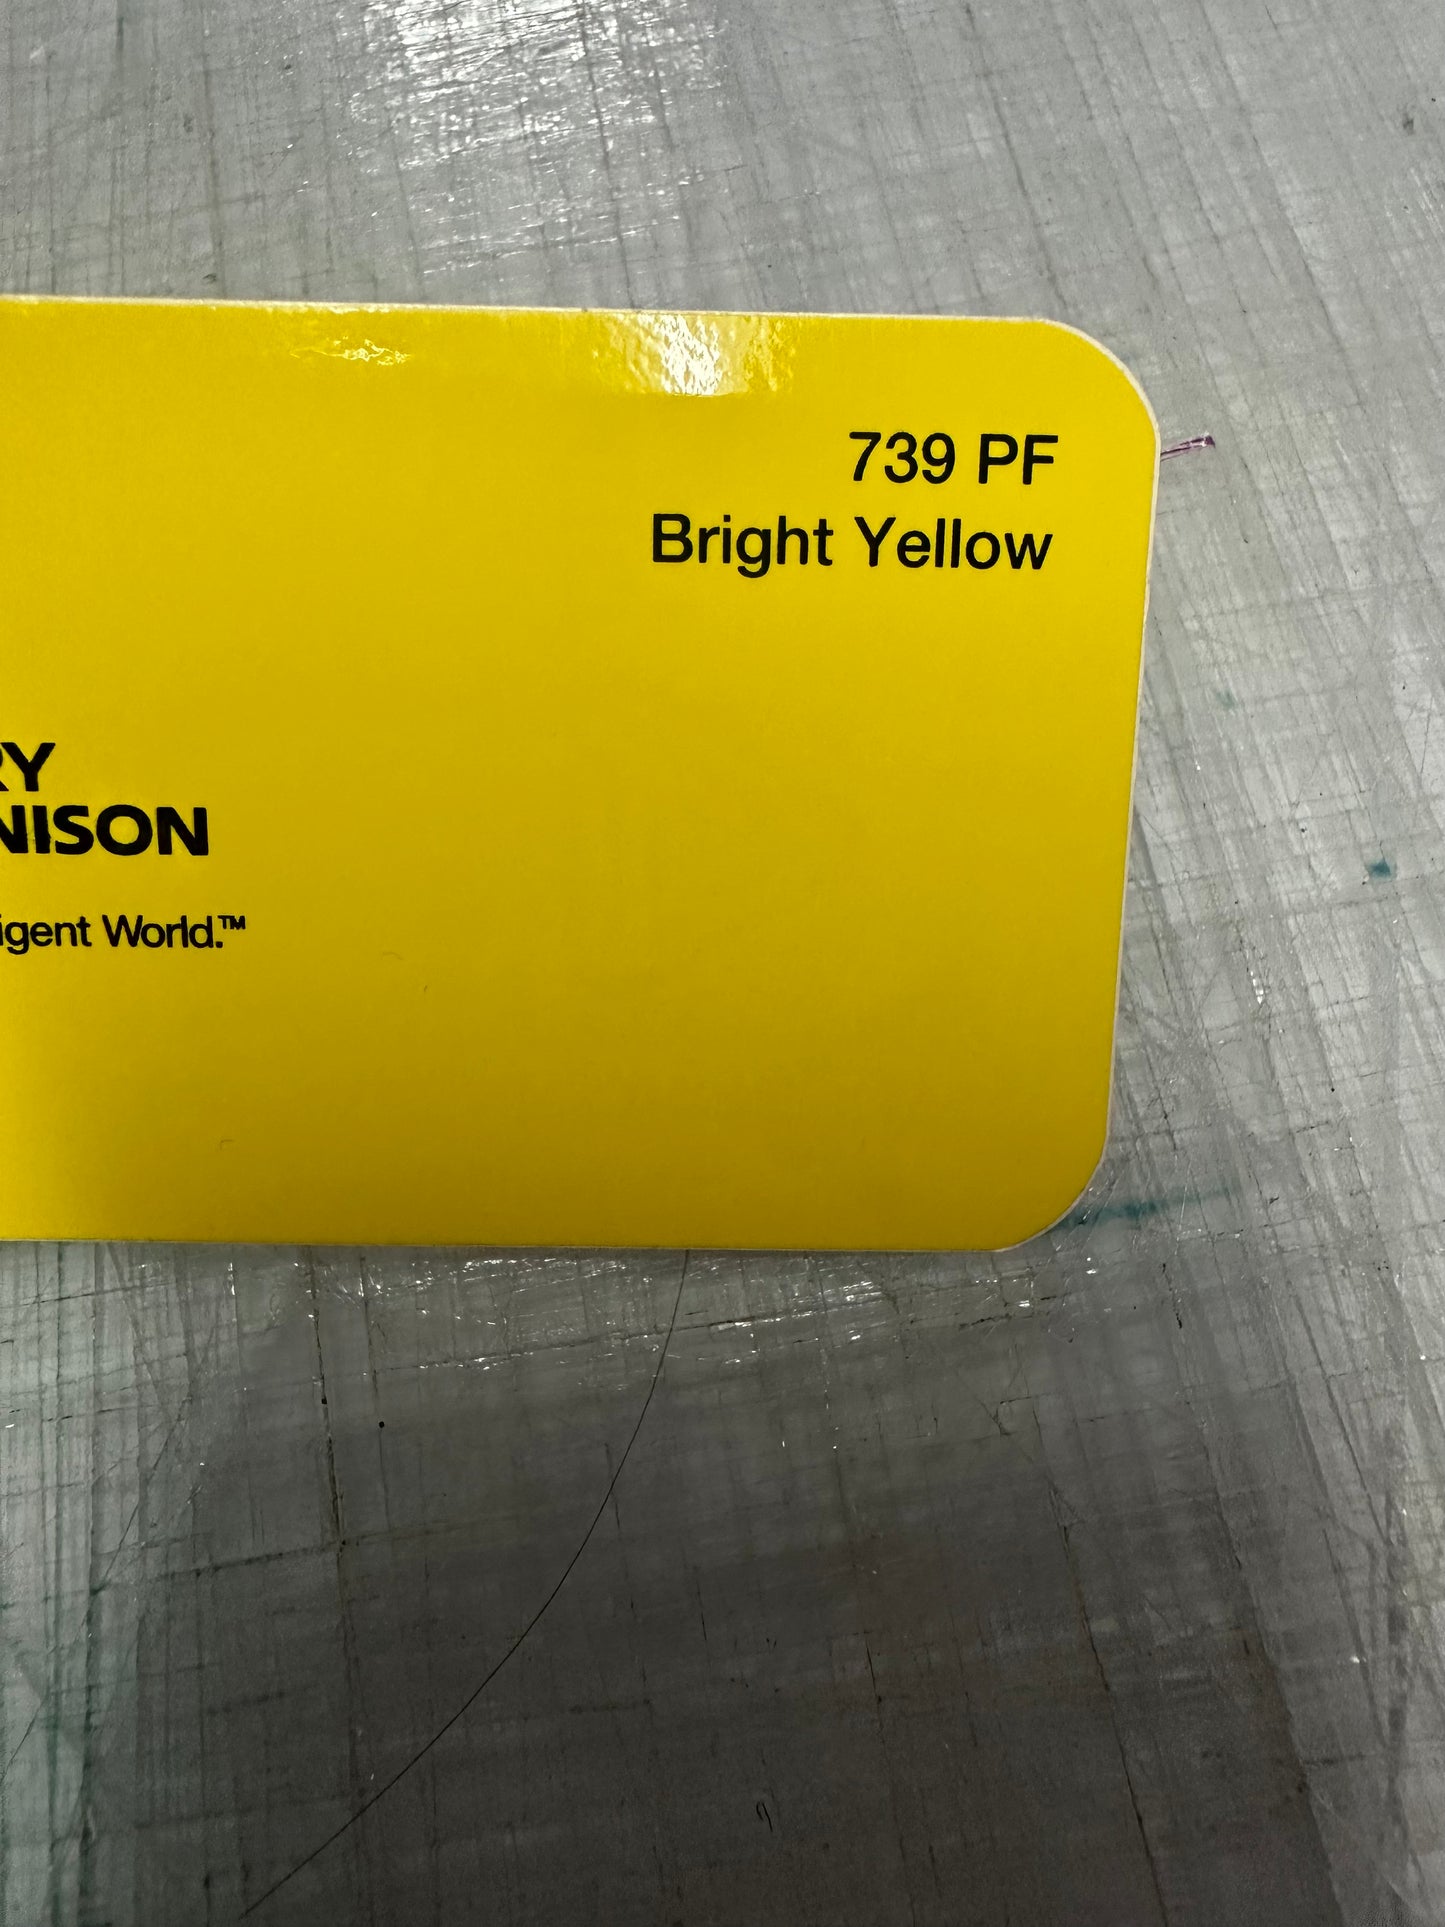 739 PF
Bright Yellow
RY
NISON
igent World.™